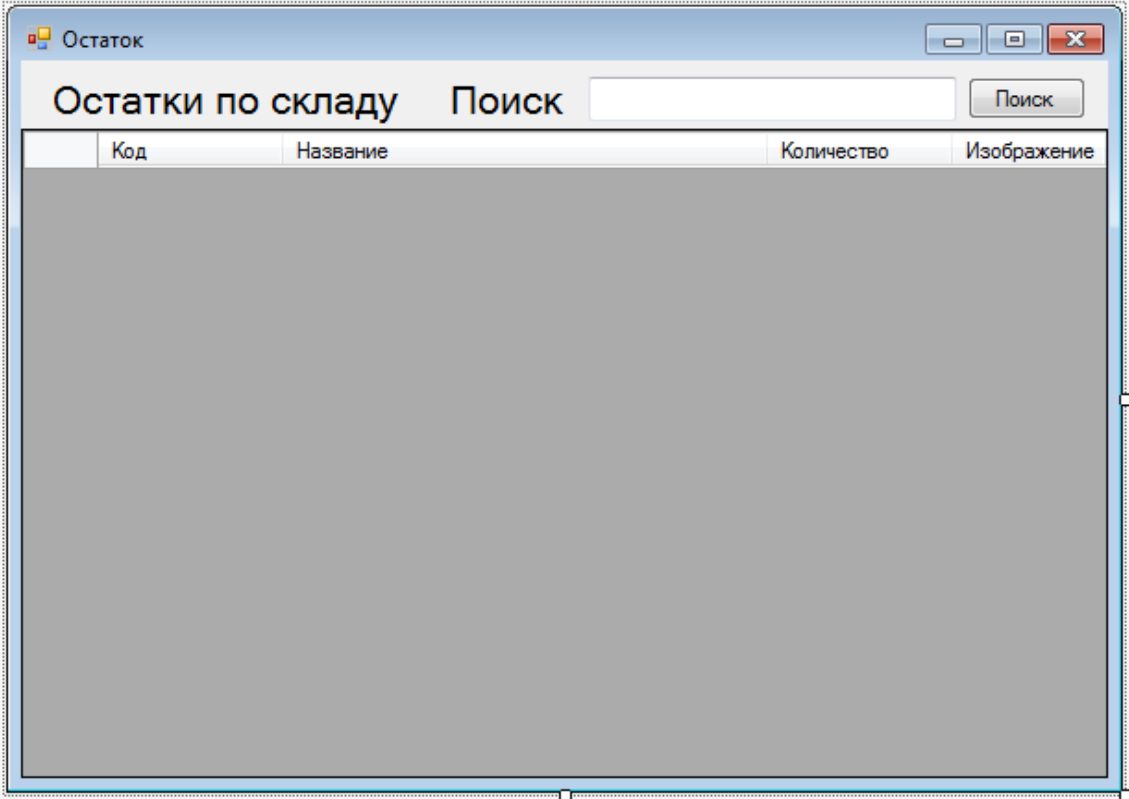 Остаток
Остатки по складу Поиск Поиск
Код Название Количество Изображение